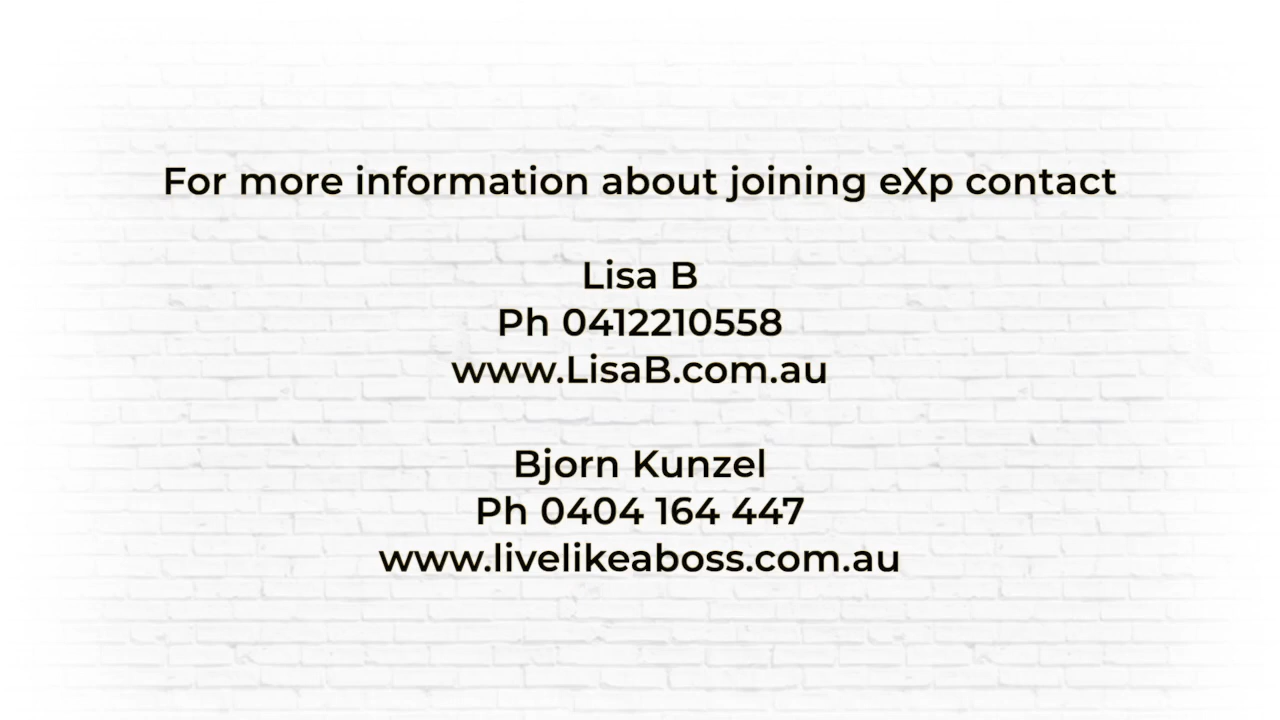 For more information about joining eXp contact
Lisa B
Ph 0412210558
www.LisaB.com.au
Bjorn Kunzel
Ph 0404 164 447
www.livelikeaboss.com.au